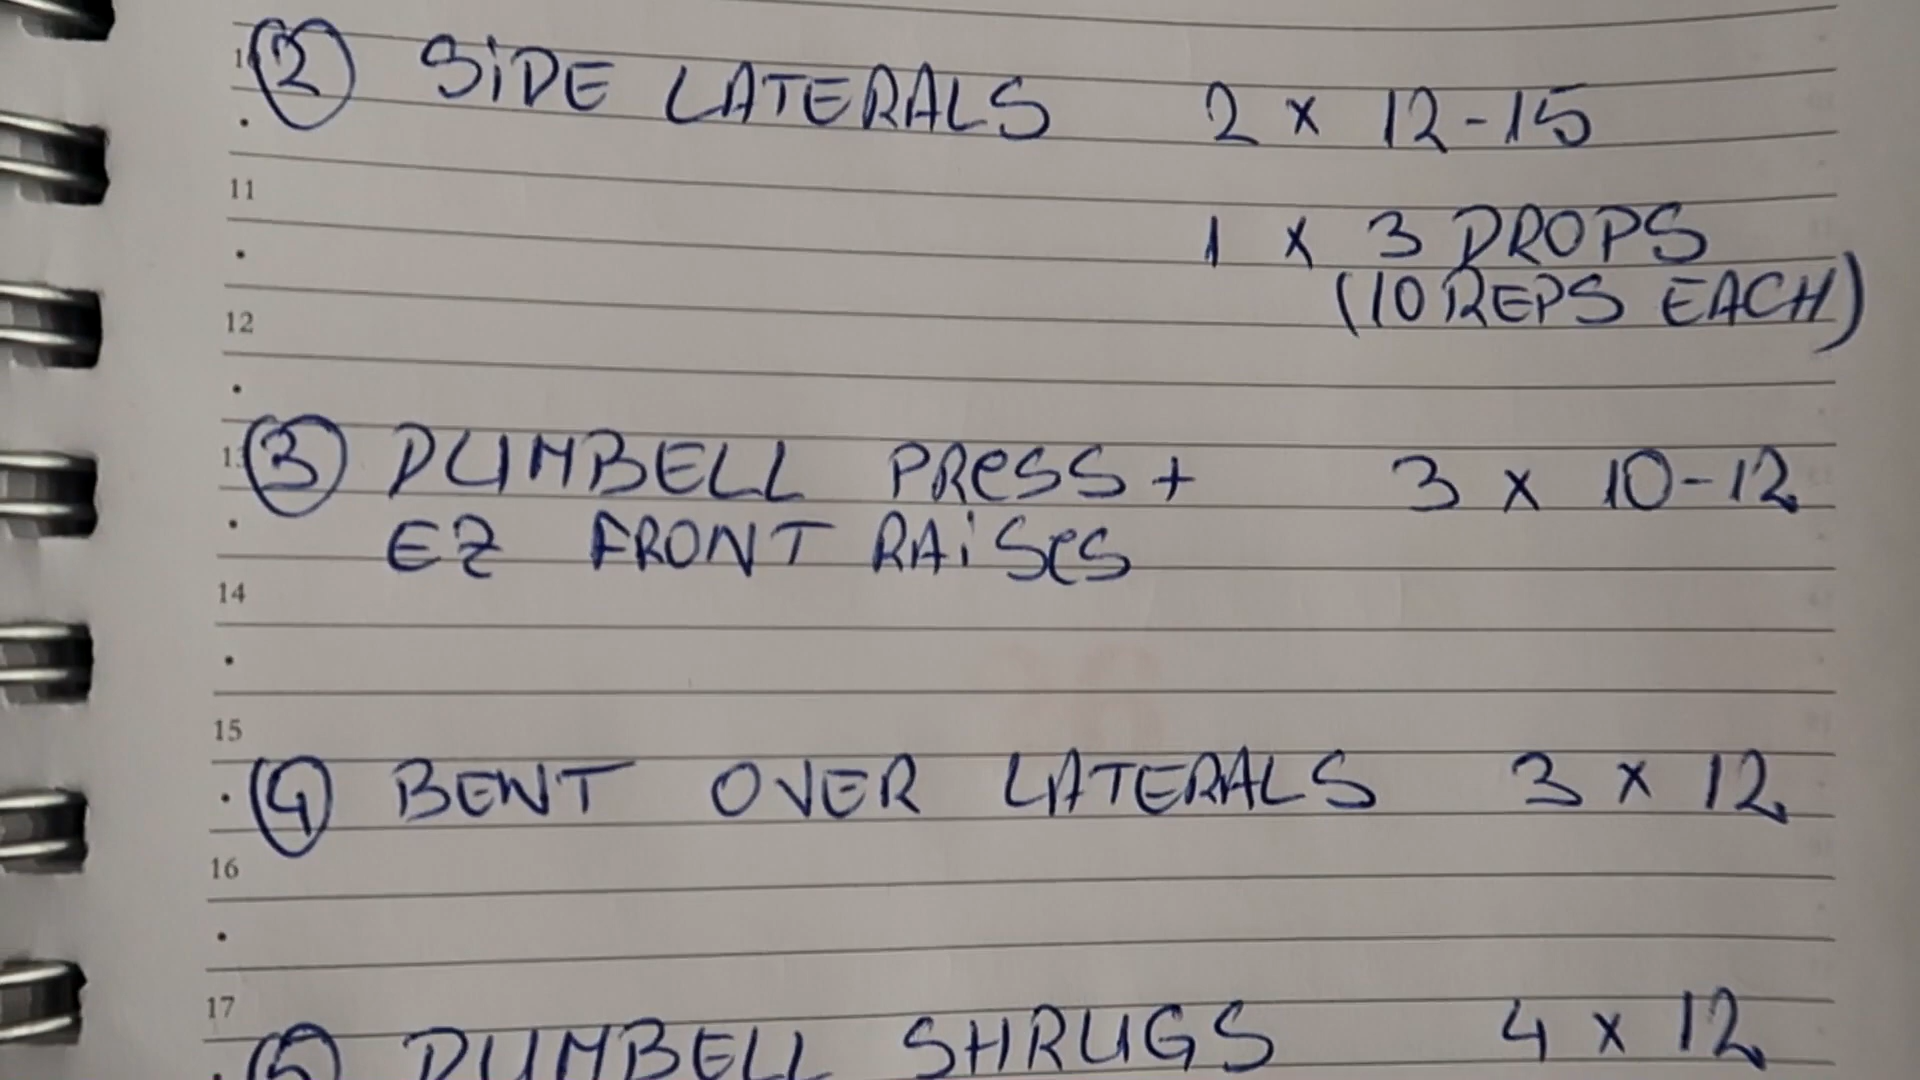 ② SiDE LATERALS 2 x 12-15
11
1 x 3 DROPS
(10 REPS EACH)
12
③ DUMBELL PReSS + 3 x 10-12
EZ FRONT RAiSeS
14
15
④ BENT OVER LATERALS 3 x 12
16
17
⑤ DUMBELL SHRUGS 4 x 12